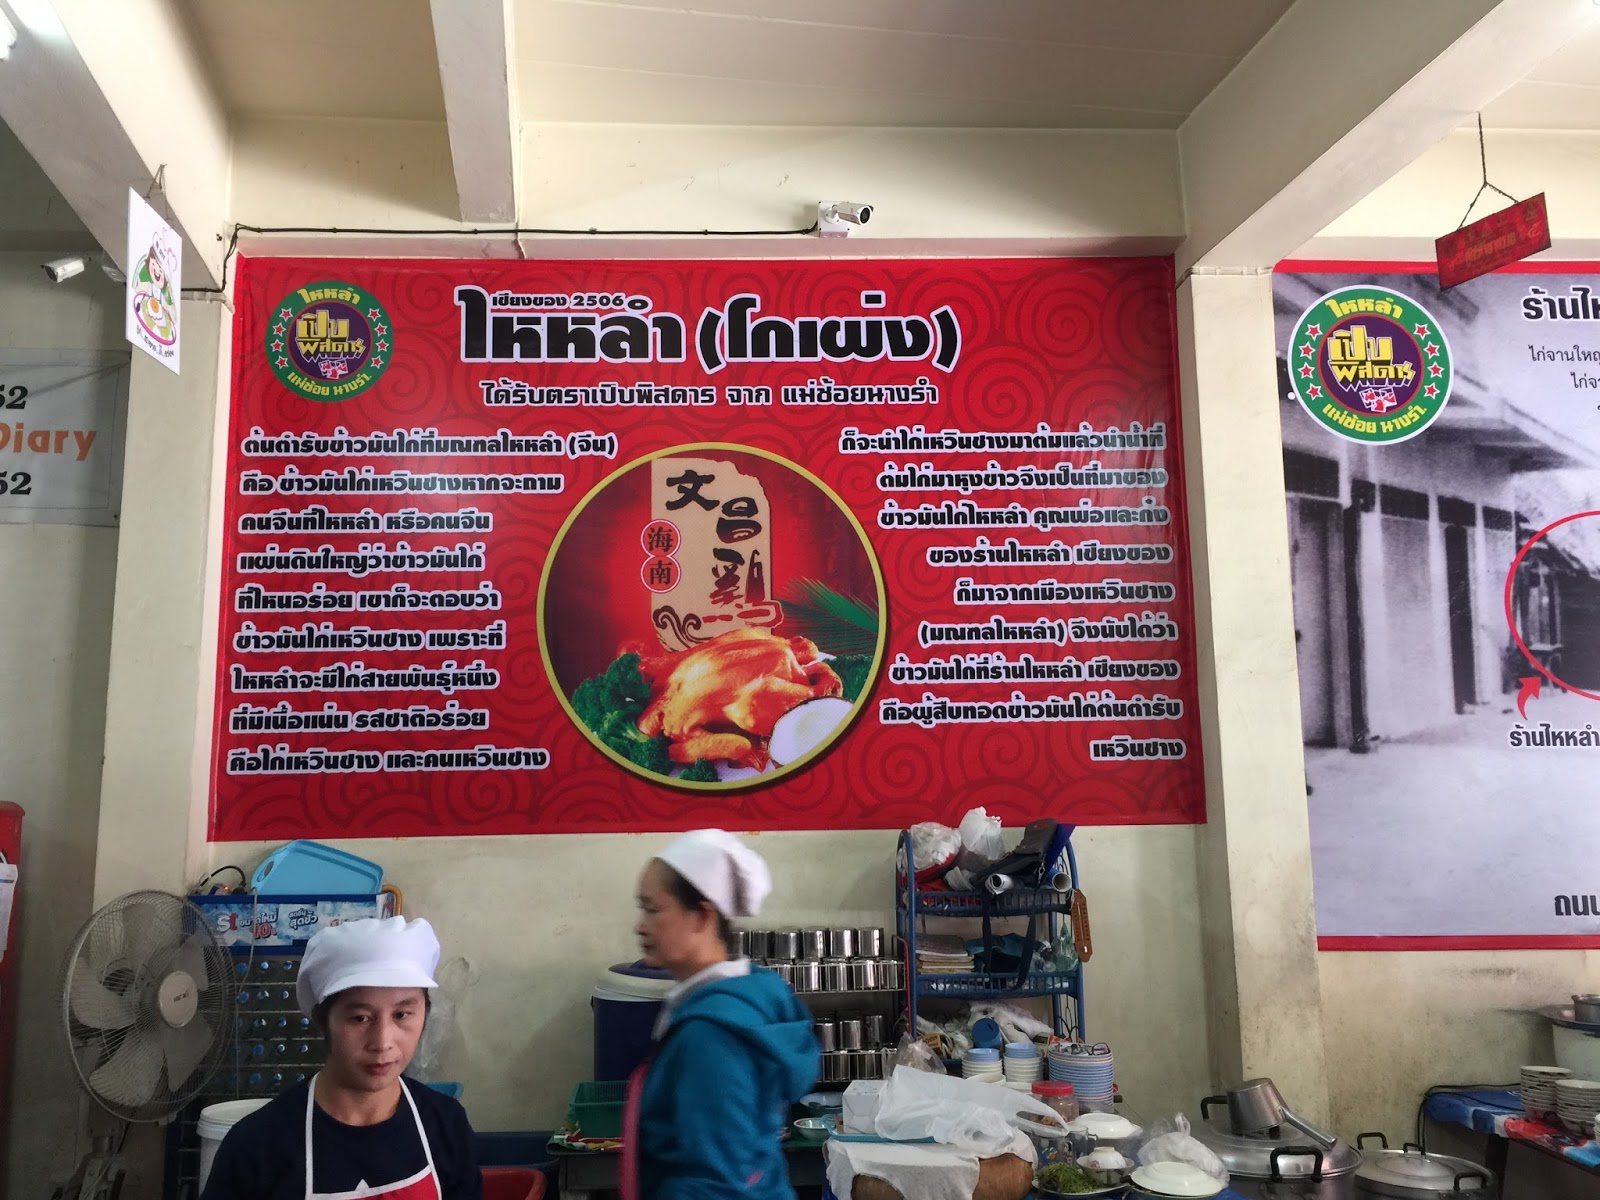 ไหหลำ
เปิบ
พิสดาร
แม่ช้อย นางรำ.
เชียงของ 2506
ไหหลำ (โกเผ่ง)
ได้รับตราเปิบพิสดาร จาก แม่ช้อยนางรำ
ต้นตำรับข้าวมันไก่ที่มณฑลไหหลำ (จีน)
คือ ข้าวมันไก่เหวินชางหากจะถาม
คนจีนที่ไหหลำ หรือคนจีน
แผ่นดินใหญ่ว่าข้าวมันไก่
ที่ไหนอร่อย เขาก็จะตอบว่า
ข้าวมันไก่เหวินชาง เพราะที่
ไหหลำจะมีไก่สายพันธุ์หนึ่ง
ที่มีเนื้อแน่น รสชาติอร่อย
คือไก่เหวินชาง และคนเหวินชาง
文昌雞
海南
ก็จะนำไก่เหวินชางมาต้มแล้วนำน้ำที่
ต้มไก่มาหุงข้าวจึงเป็นที่มาของ
ข้าวมันไก่ไหหลำ คุณพ่อและกั๋ง
ของร้านไหหลำ เชียงของ
ก็มาจากเมืองเหวินชาง
(มณฑลไหหลำ) จึงนับได้ว่า
ข้าวมันไก่ที่ร้านไหหลำ เชียงของ
คือผู้สืบทอดข้าวมันไก่ต้นตำรับ
เหวินชาง
ไหหลำ
เปิบ
พิสดาร
แม่ช้อย นางรำ.
ร้านไห
ไก่จานใหญ
ไก่จ
ร้านไหหลำ
ถนน
52
Diary
52